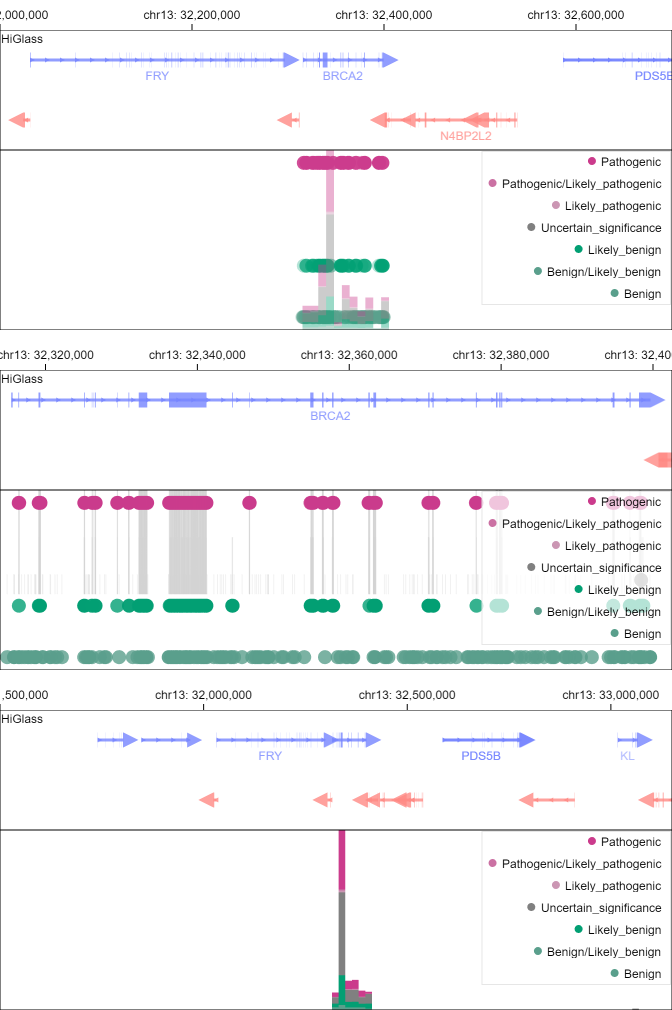 2,000,000 chr13: 32,200,000 chr13: 32,400,000 chr13: 32,600,000
HiGlass
FRY BRCA2 PDS5B
N4BP2L2
Pathogenic
Pathogenic/Likely_pathogenic
Likely_pathogenic
Uncertain_significance
Likely_benign
Benign/Likely_benign
Benign
chr13: 32,320,000 chr13: 32,340,000 chr13: 32,360,000 chr13: 32,380,000 chr13: 32,40
HiGlass
BRCA2
Pathogenic
Pathogenic/Likely_pathogenic
Likely_pathogenic
Uncertain_significance
Likely_benign
Benign/Likely_benign
Benign
,500,000 chr13: 32,000,000 chr13: 32,500,000 chr13: 33,000,000
HiGlass
FRY PDS5B KL
Pathogenic
Pathogenic/Likely_pathogenic
Likely_pathogenic
Uncertain_significance
Likely_benign
Benign/Likely_benign
Benign